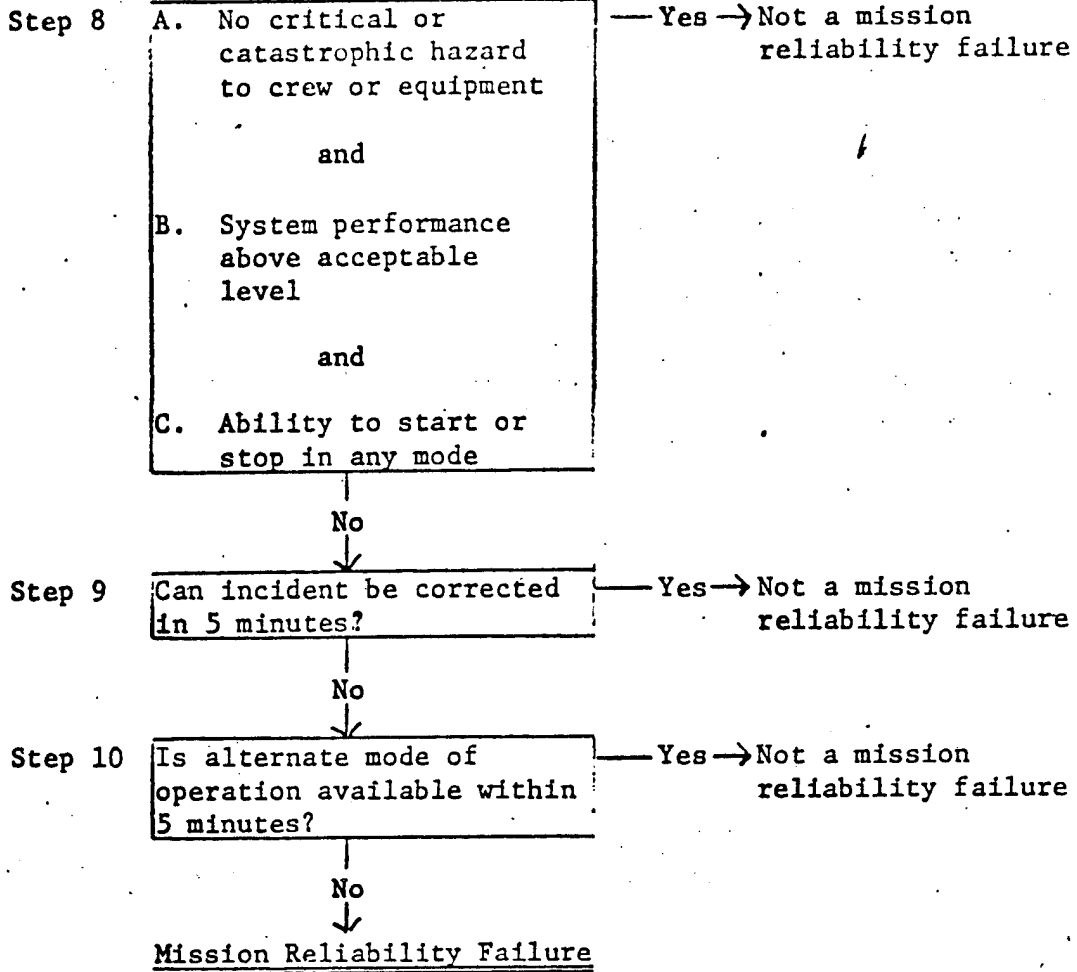 Step 8 A. No critical or — Yes → Not a mission
catastrophic hazard reliability failure
to crew or equipment
and
B. System performance
above acceptable
level
and
C. Ability to start or
stop in any mode
No
Step 9 Can incident be corrected — Yes → Not a mission
in 5 minutes? reliability failure
No
Step 10 Is alternate mode of — Yes → Not a mission
operation available within reliability failure
5 minutes?
No
Mission Reliability Failure